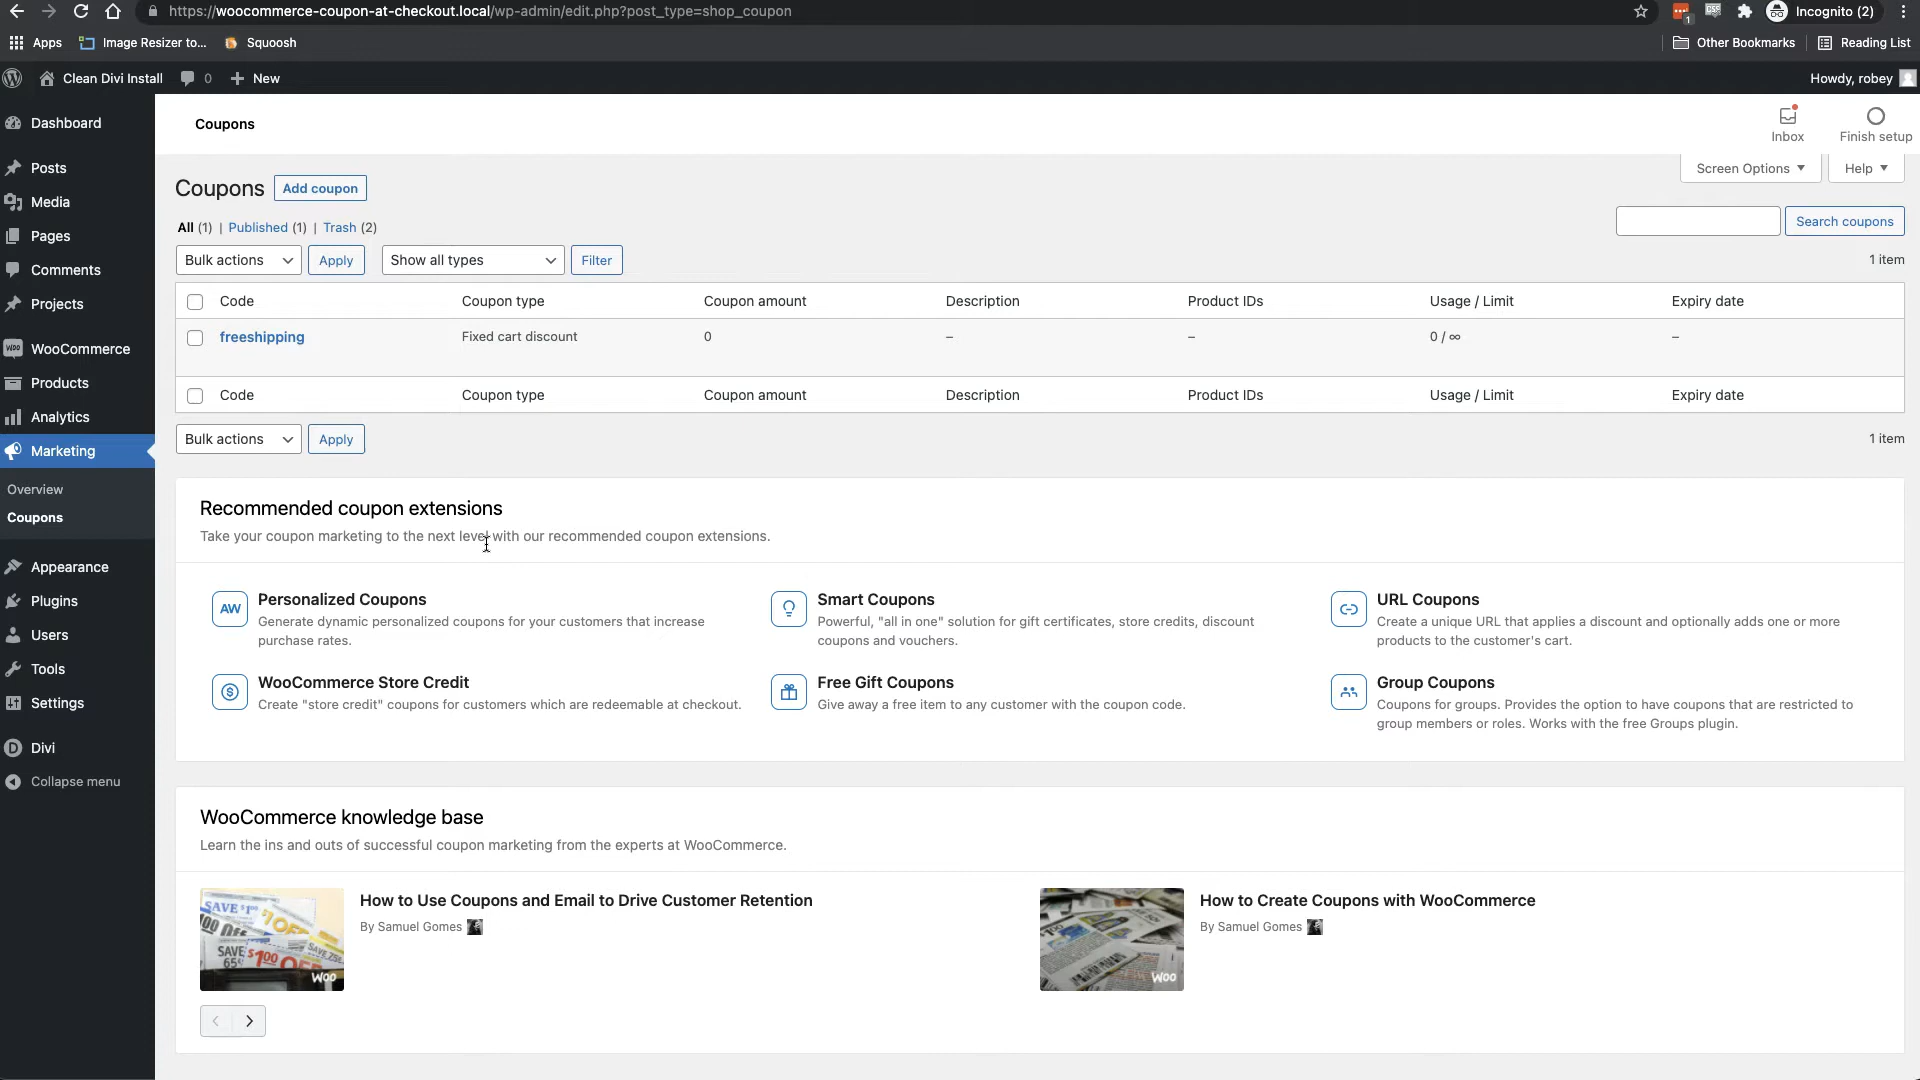 https://woocommerce-coupon-at-checkout.local/wp-admin/edit.php?post_type=shop_coupon
1
Incognito (2)
Apps
Image Resizer to...
Squoosh
Other Bookmarks
Reading List
Clean Divi Install
0
New
Howdy, robey
Dashboard
Posts
Media
Pages
Comments
Projects
WooCommerce
Products
Analytics
Marketing
Overview
Coupons
Appearance
Plugins
Users
Tools
Settings
Divi
Collapse menu
Coupons
Inbox
Finish setup
Screen Options
Help
Coupons
Add coupon
All (1) | Published (1) | Trash (2)
Search coupons
Bulk actions
Apply
Show all types
Filter
1 item
Code Coupon type Coupon amount Description Product IDs Usage / Limit Expiry date
freeshipping Fixed cart discount 0 – – 0 / ∞ –
Code Coupon type Coupon amount Description Product IDs Usage / Limit Expiry date
Bulk actions
Apply
1 item
Recommended coupon extensions
Take your coupon marketing to the next level with our recommended coupon extensions.
AW
Personalized Coupons
Generate dynamic personalized coupons for your customers that increase
purchase rates.
Smart Coupons
Powerful, "all in one" solution for gift certificates, store credits, discount
coupons and vouchers.
URL Coupons
Create a unique URL that applies a discount and optionally adds one or more
products to the customer's cart.
WooCommerce Store Credit
Create "store credit" coupons for customers which are redeemable at checkout.
Free Gift Coupons
Give away a free item to any customer with the coupon code.
Group Coupons
Coupons for groups. Provides the option to have coupons that are restricted to
group members or roles. Works with the free Groups plugin.
WooCommerce knowledge base
Learn the ins and outs of successful coupon marketing from the experts at WooCommerce.
SAVE
SAVE
$1.00 OFF
WOO
How to Use Coupons and Email to Drive Customer Retention
By Samuel Gomes
WOO
How to Create Coupons with WooCommerce
By Samuel Gomes